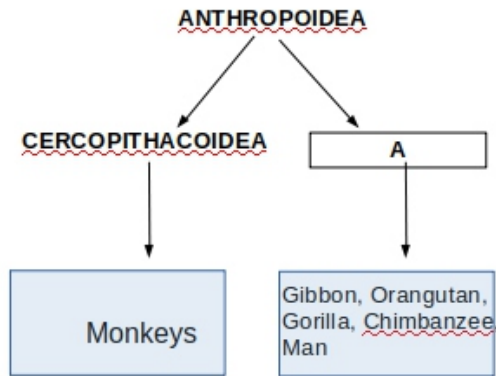 ANTHROPOIDEA
CERCOPITHACOIDEA
A
Monkeys
Gibbon, Orangutan,
Gorilla, Chimbanzee
Man